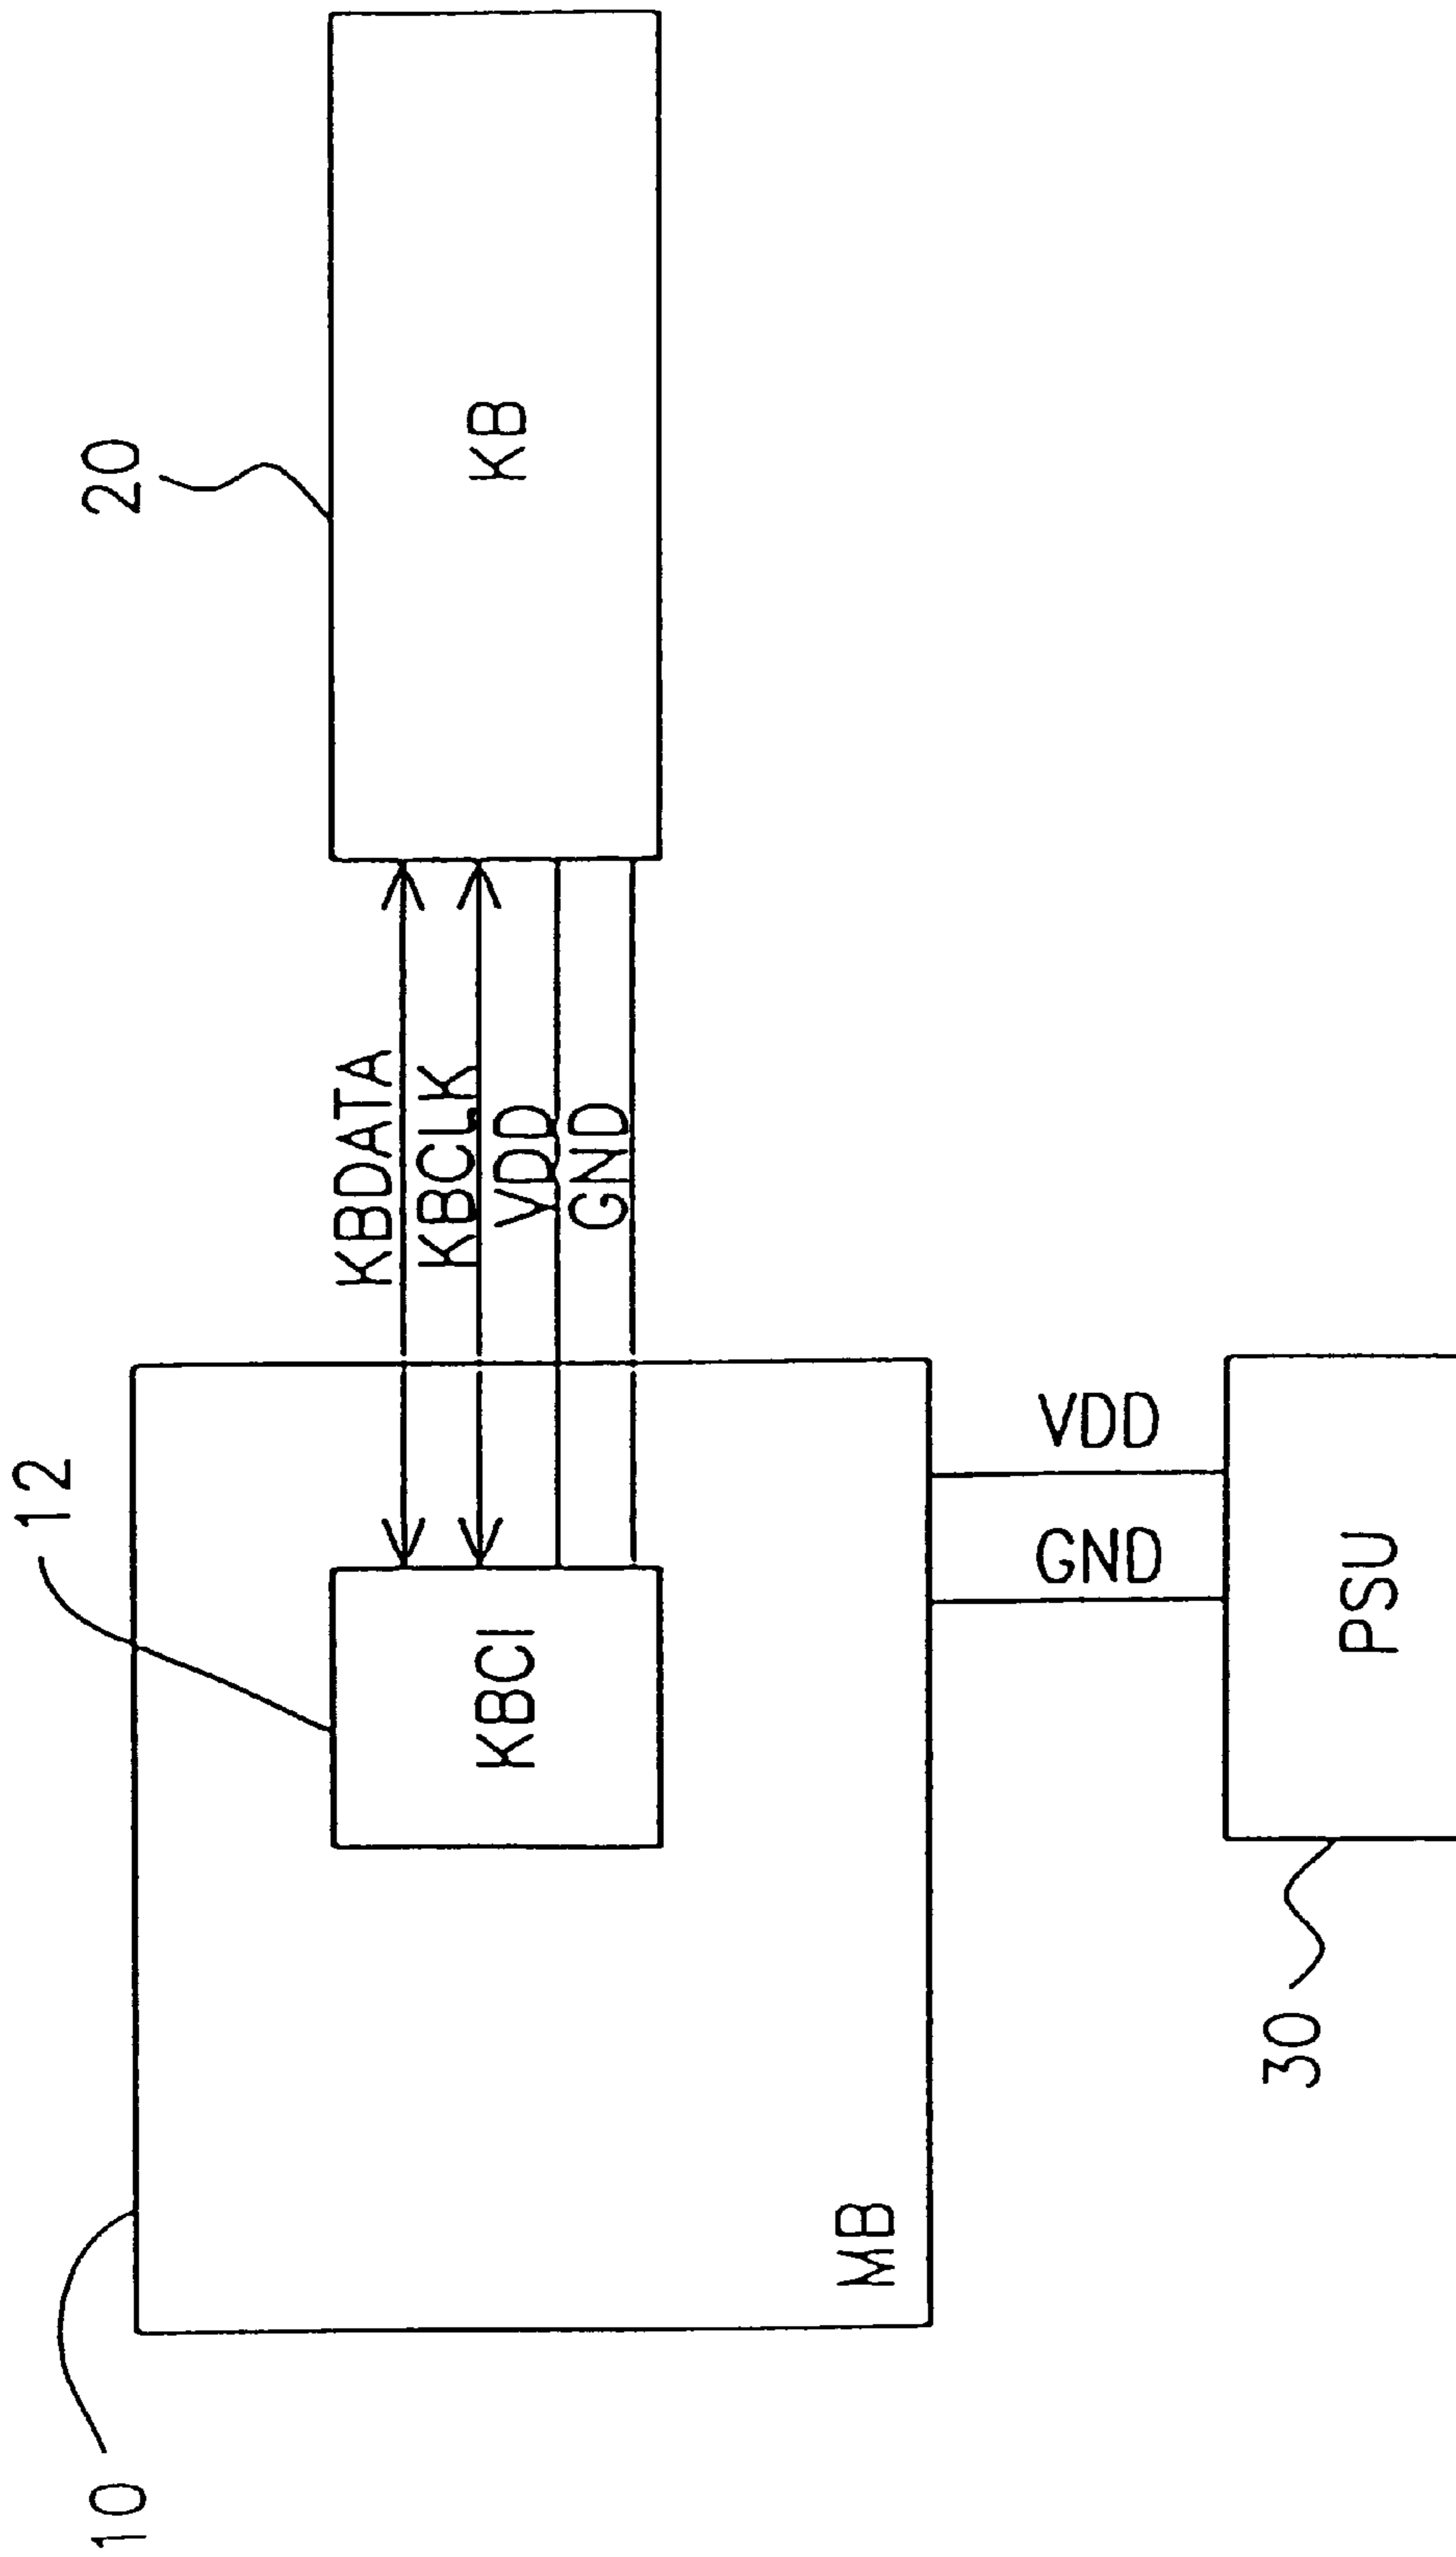 10
12
20
KBCI
KBDATA
KBCLK
VDD
GND
KB
MB
GND
VDD
30
PSU